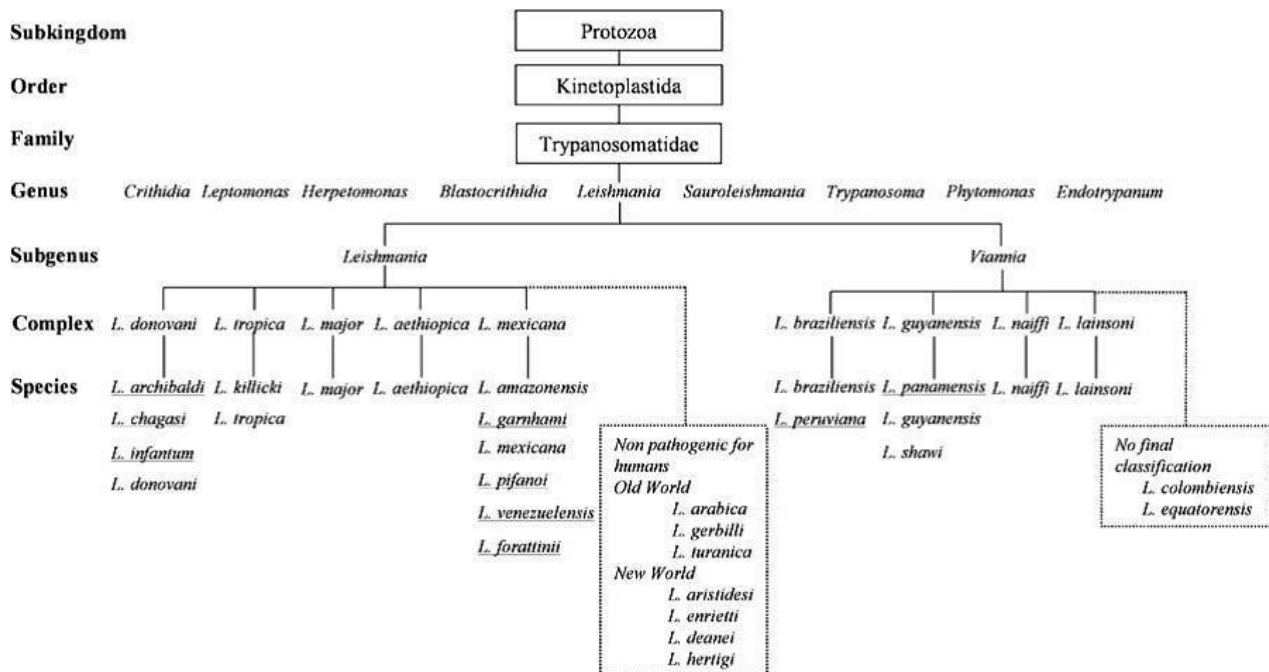 Subkingdom Protozoa
Order Kinetoplastida
Family Trypanosomatidae
Genus Crithidia Leptomonas Herpetomonas Blastocrithidia Leishmania Sauroleishmania Trypanosoma Phytomonas Endotrypanum
Subgenus Leishmania Viannia
Complex L. donovani L. tropica L. major L. aethiopica L. mexicana L. braziliensis L. guyanensis L. naiffi L. lainsoni
Species L. archibaldi L. killicki L. major L. aethiopica L. amazonensis L. braziliensis L. panamensis L. naiffi L. lainsoni
L. chagasi L. tropica L. garnhami L. peruviana L. guyanensis
L. infantum L. mexicana L. shawi
L. donovani L. pifanoi
L. venezuelensis
L. forattinii
Non pathogenic for
humans
Old World
L. arabica
L. gerbilli
L. turanica
New World
L. aristidesi
L. enrietti
L. deanei
L. hertigi
No final
classification
L. colombiensis
L. equatorensis